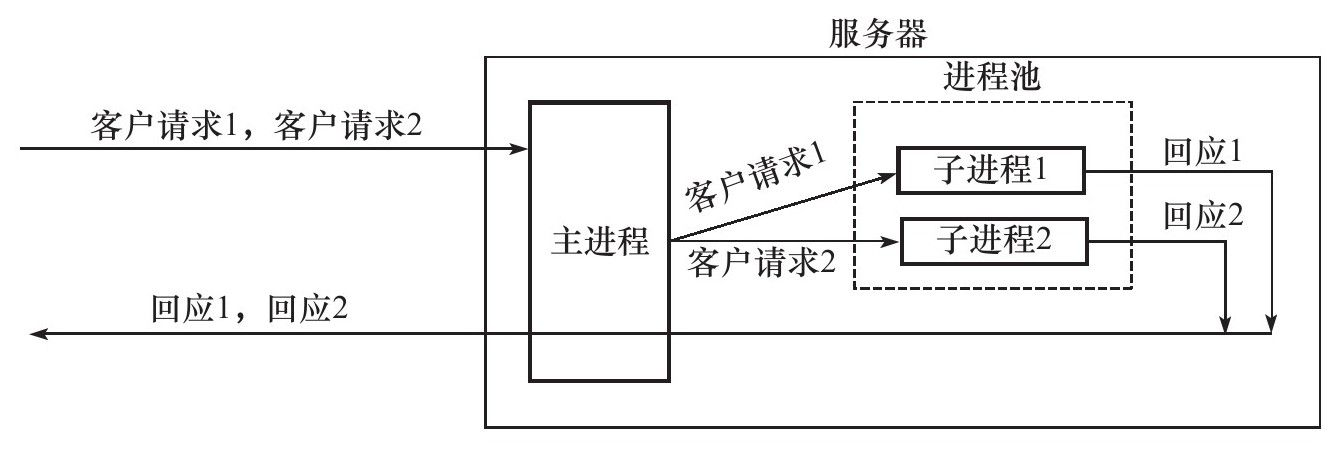 服务器
进程池
客户请求1，客户请求2
客户请求1
子进程1
回应1
主进程
客户请求2
子进程2
回应2
回应1，回应2